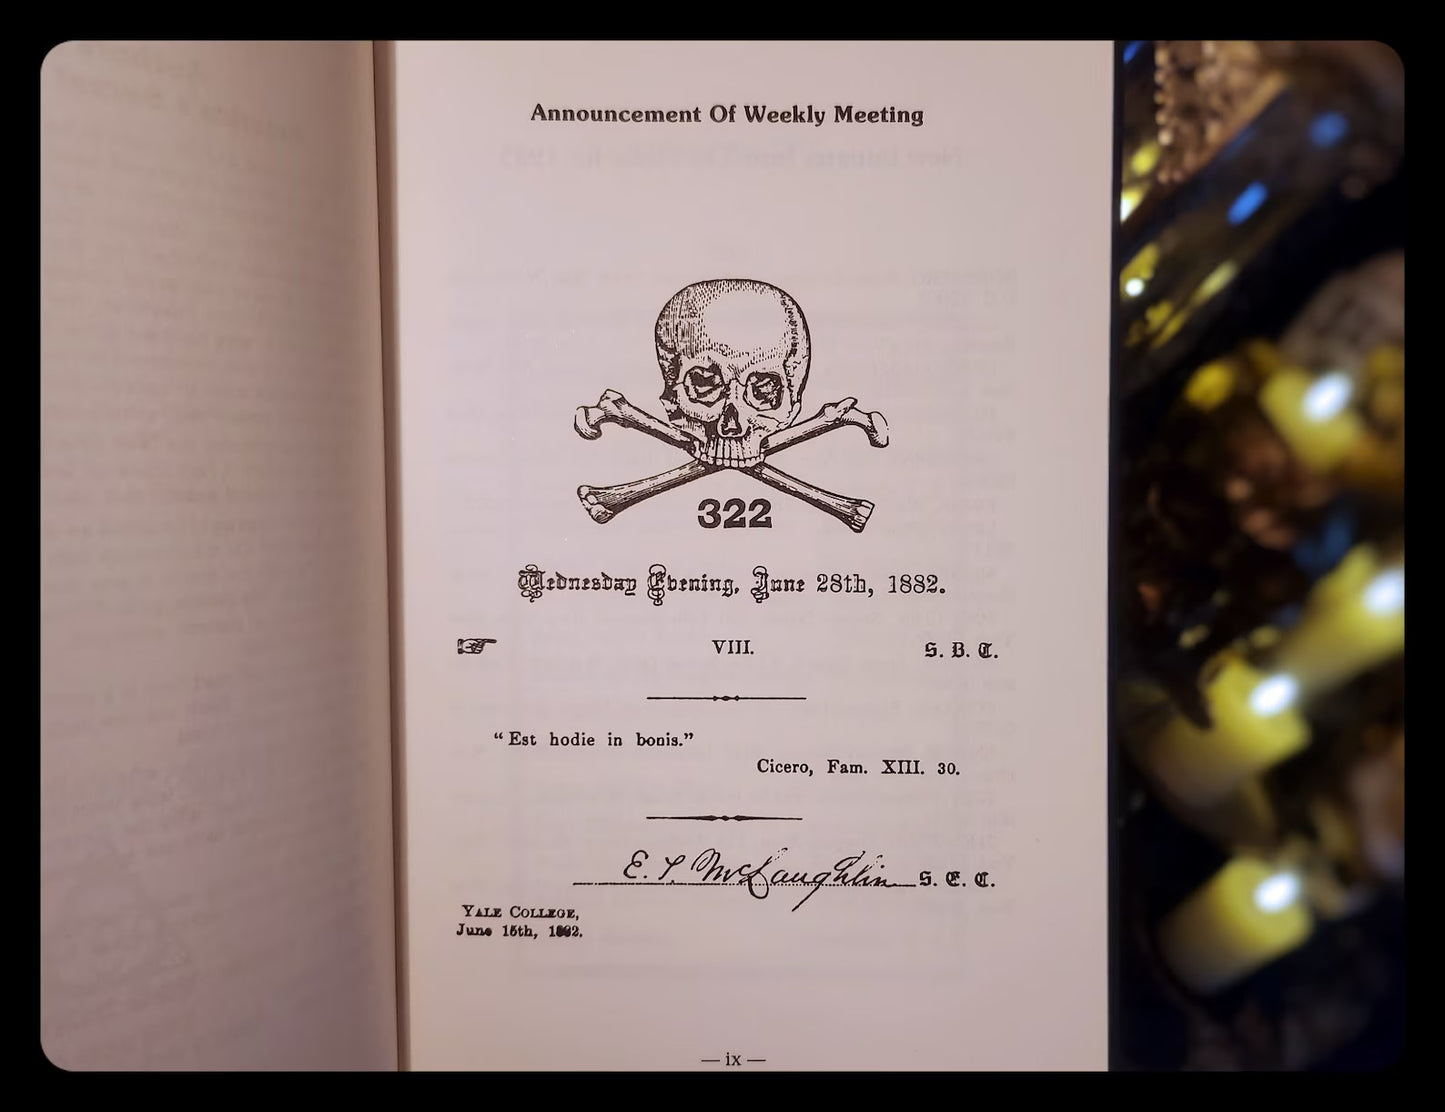 Announcement Of Weekly Meeting
322
Wednesday Evening, June 28th, 1882.
VIII. S. B. T.
“Est hodie in bonis.”
Cicero, Fam. XIII. 30.
E. T. McLaughlin S. E. C.
YALE COLLEGE,
June 15th, 1882.
— ix —